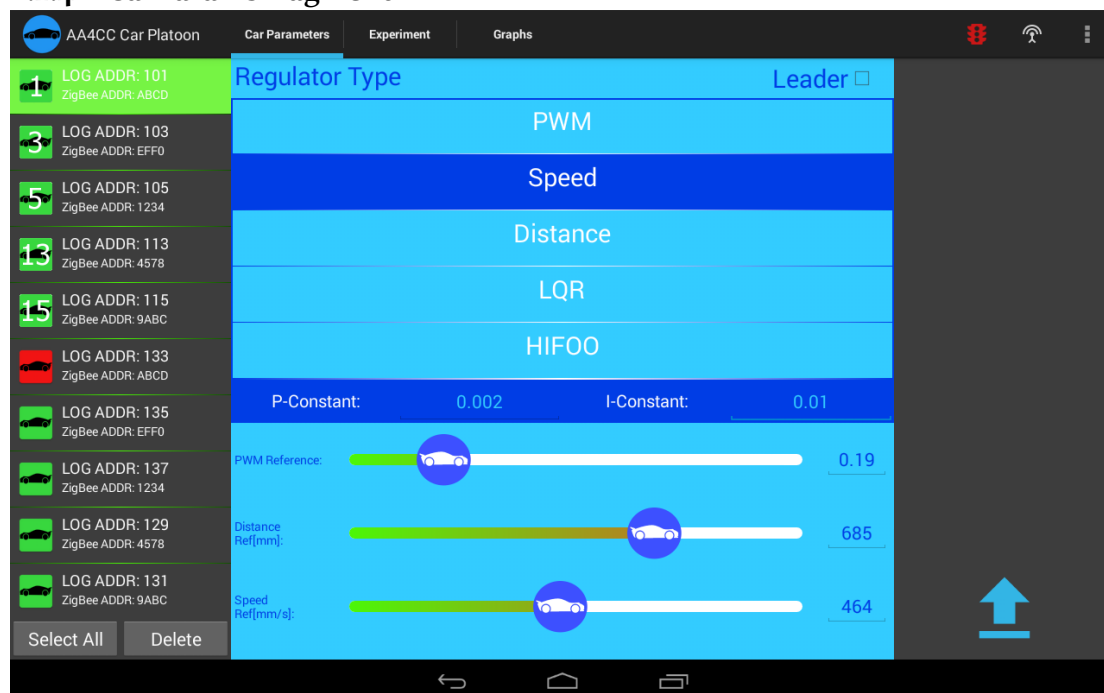 AA4CC Car Platoon
Car Parameters
Experiment
Graphs
1
LOG ADDR: 101
ZigBee ADDR: ABCD
3
LOG ADDR: 103
ZigBee ADDR: EFF0
5
LOG ADDR: 105
ZigBee ADDR: 1234
13
LOG ADDR: 113
ZigBee ADDR: 4578
15
LOG ADDR: 115
ZigBee ADDR: 9ABC
LOG ADDR: 133
ZigBee ADDR: ABCD
LOG ADDR: 135
ZigBee ADDR: EFF0
LOG ADDR: 137
ZigBee ADDR: 1234
LOG ADDR: 129
ZigBee ADDR: 4578
LOG ADDR: 131
ZigBee ADDR: 9ABC
Select All
Delete
Regulator Type
Leader
PWM
Speed
Distance
LQR
HIFOO
P-Constant: 0.002 I-Constant: 0.01
PWM Reference: 0.19
Distance
Ref[mm]:
685
Speed
Ref[mm/s]:
464